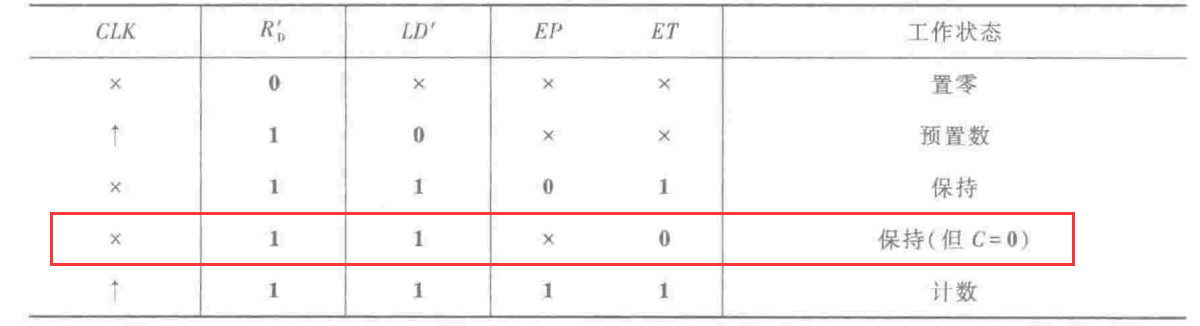 CLK R'_D LD' EP ET 工作状态
× 0 × × × 置零
↑ 1 0 × × 预置数
× 1 1 0 1 保持
× 1 1 × 0 保持(但 C=0)
↑ 1 1 1 1 计数